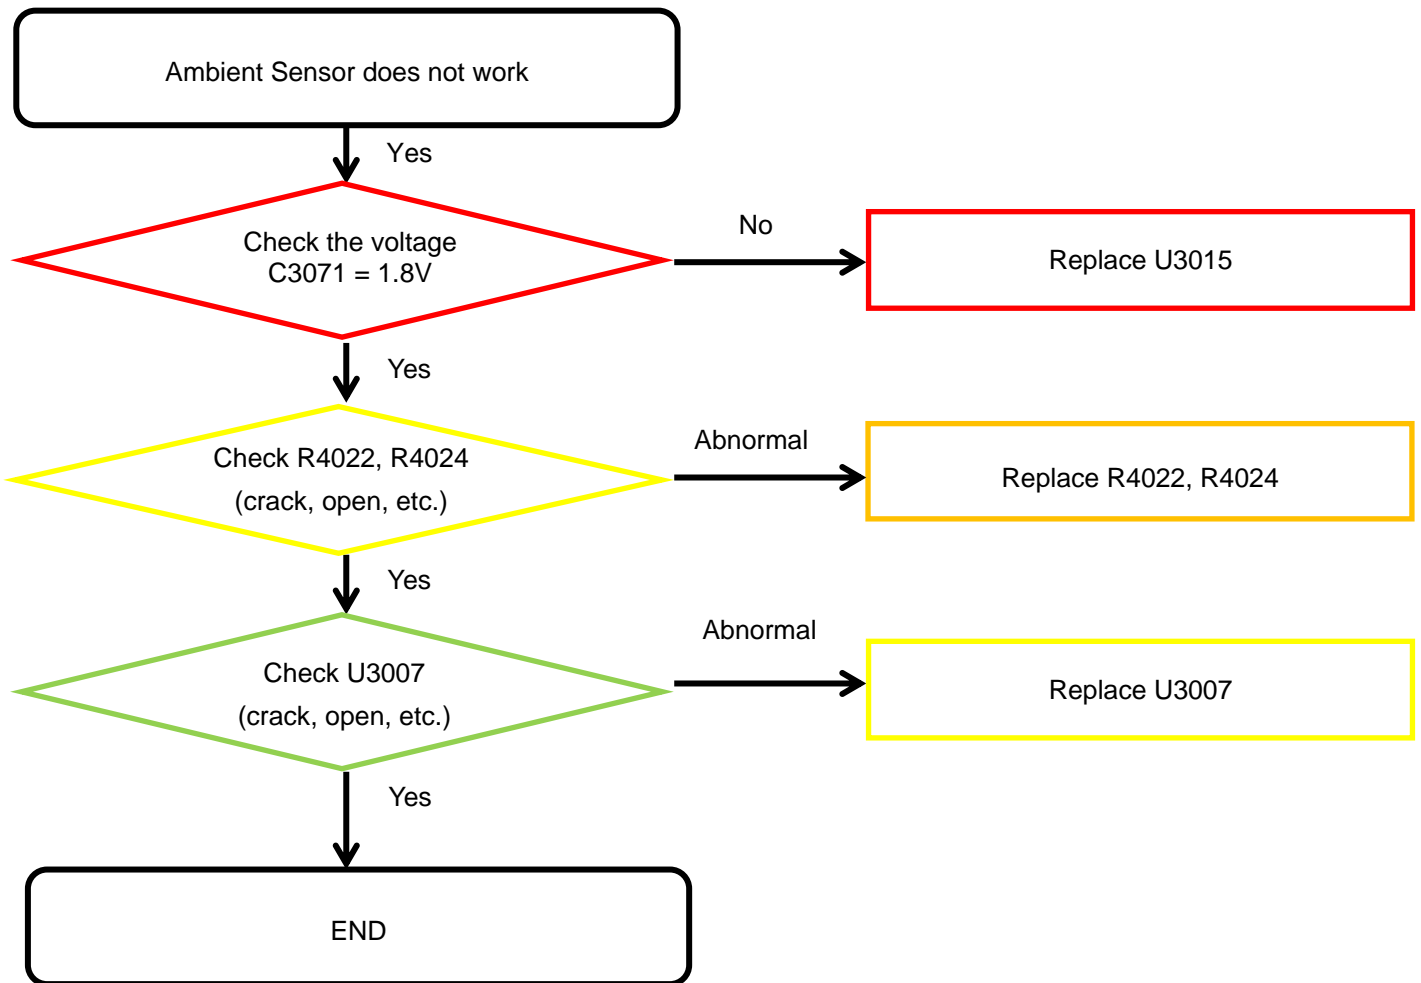 Ambient Sensor does not work
Yes
Check the voltage
C3071 = 1.8V
No
Replace U3015
Yes
Check R4022, R4024
(crack, open, etc.)
Abnormal
Replace R4022, R4024
Yes
Check U3007
(crack, open, etc.)
Abnormal
Replace U3007
Yes
END